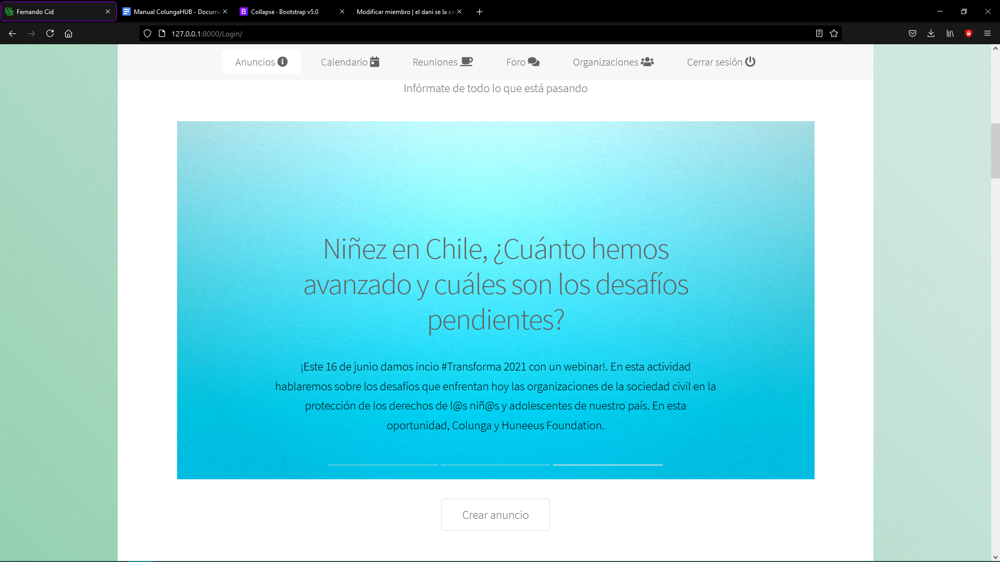 Fernando Cid
Manual ColungaHUB - Docume
Collapse · Bootstrap v5.0
Modificar miembro | el dani se la co
127.0.0.1:8000/Login/
Anuncios
Calendario
Reuniones
Foro
Organizaciones
Cerrar sesión
Infórmate de todo lo que está pasando
Niñez en Chile, ¿Cuánto hemos
avanzado y cuáles son los desafíos
pendientes?
¡Este 16 de junio damos incio #Transforma 2021 con un webinar!. En esta actividad
hablaremos sobre los desafíos que enfrentan hoy las organizaciones de la sociedad civil en la
protección de los derechos de l@s niñ@s y adolescentes de nuestro país. En esta
oportunidad, Colunga y Huneeus Foundation.
Crear anuncio